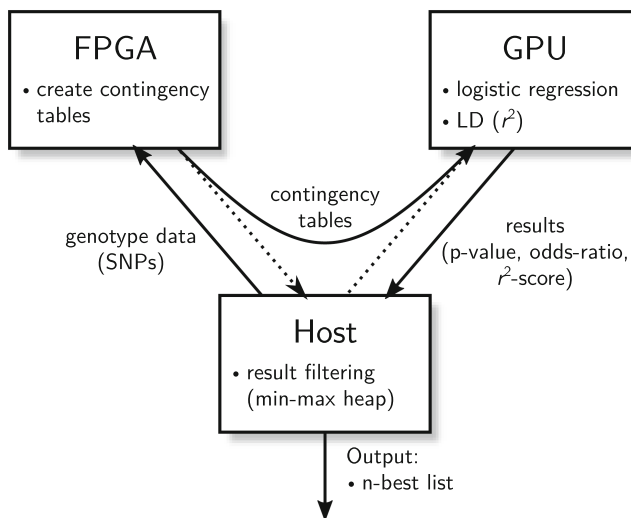 FPGA
• create contingency
tables
GPU
• logistic regression
• LD (r²)
contingency
tables
genotype data
(SNPs)
results
(p-value, odds-ratio,
r²-score)
Host
• result filtering
(min-max heap)
Output:
• n-best list